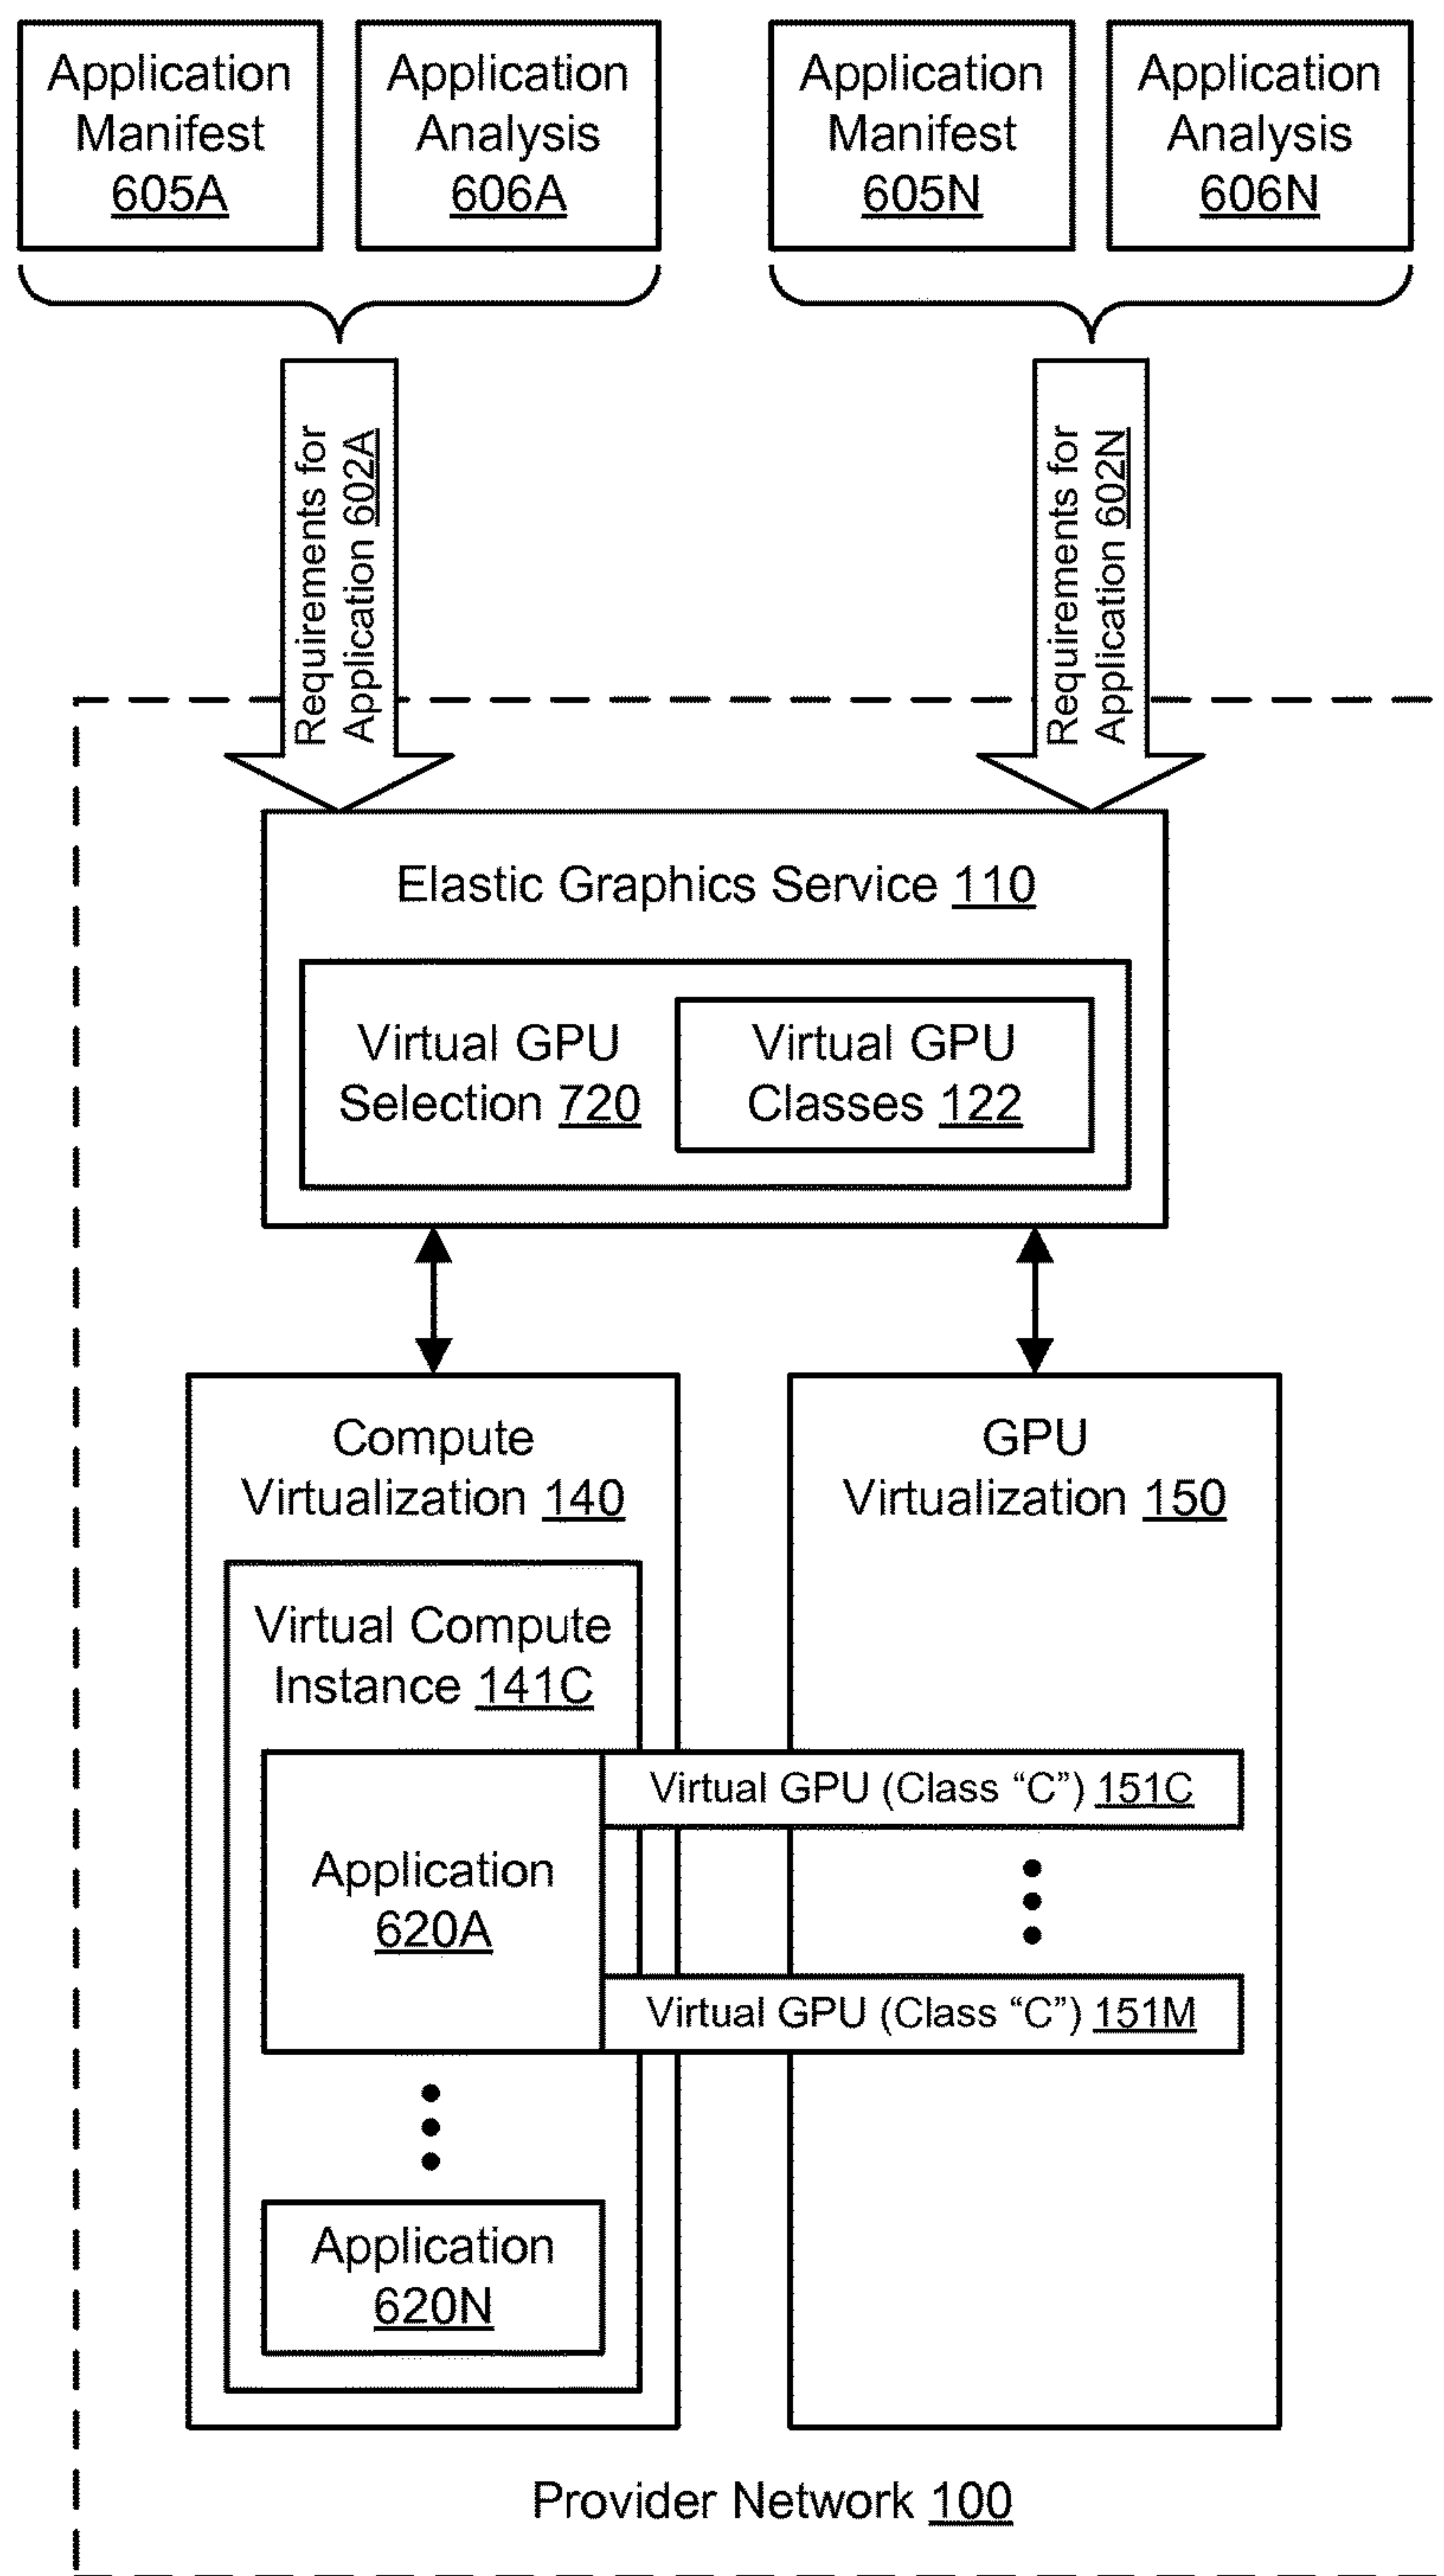 Application
Manifest
605A
Application
Analysis
606A
Application
Manifest
605N
Application
Analysis
606N
Requirements for
Application 602A
Requirements for
Application 602N
Elastic Graphics Service 110
Virtual GPU
Selection 720
Virtual GPU
Classes 122
Compute
Virtualization 140
GPU
Virtualization 150
Virtual Compute
Instance 141C
Virtual GPU (Class “C”) 151C
Application
620A
Virtual GPU (Class “C”) 151M
Application
620N
Provider Network 100